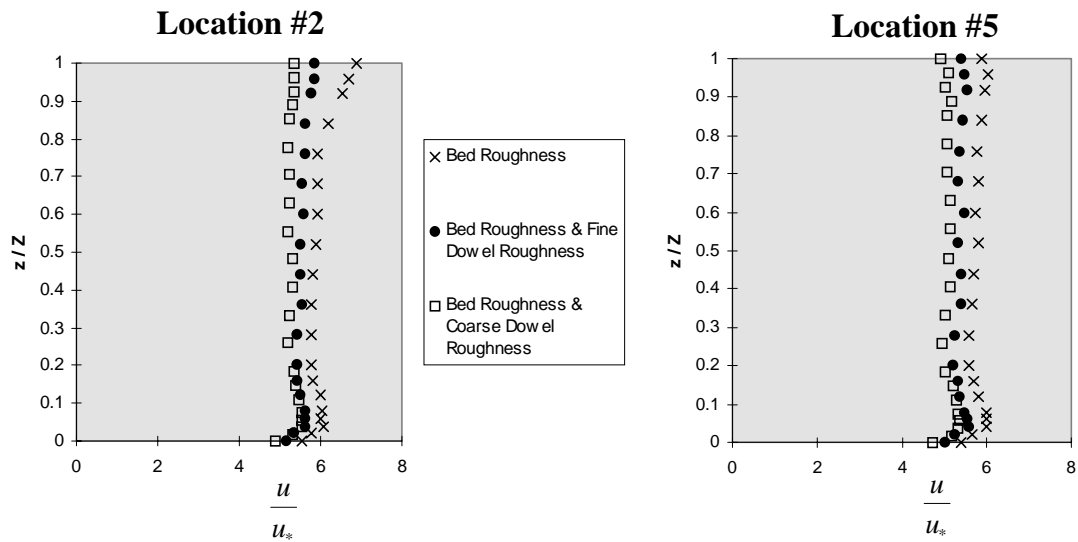 Location #2
Location #5
1
0.9
0.8
0.7
0.6
0.5
0.4
0.3
0.2
0.1
0
z / Z
0 2 4 6 8
u
u*
× Bed Roughness
● Bed Roughness & Fine
Dowel Roughness
□ Bed Roughness &
Coarse Dowel
Roughness
1
0.9
0.8
0.7
0.6
0.5
0.4
0.3
0.2
0.1
0
z / Z
0 2 4 6 8
u
u*